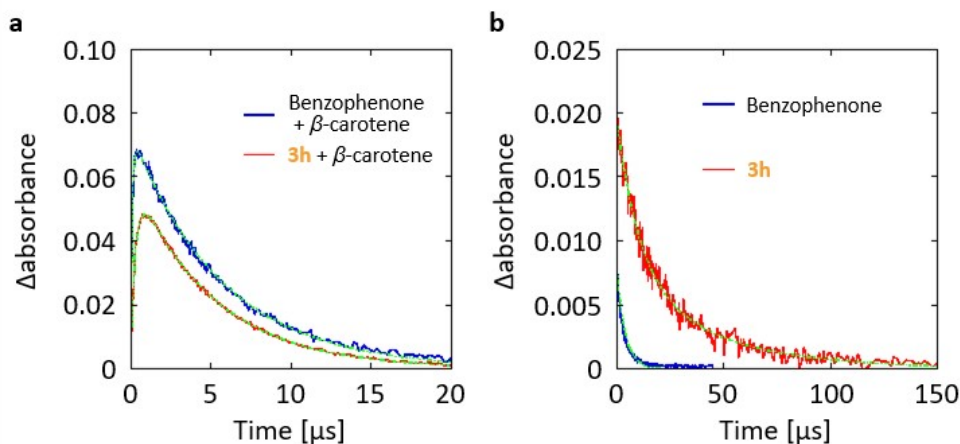 a
0.10
0.08
0.06
0.04
0.02
0
Δabsorbance
Benzophenone
+ β-carotene
3h + β-carotene
0 5 10 15 20
Time [μs]
b
0.025
0.020
0.015
0.010
0.005
0
Δabsorbance
Benzophenone
3h
0 50 100 150
Time [μs]